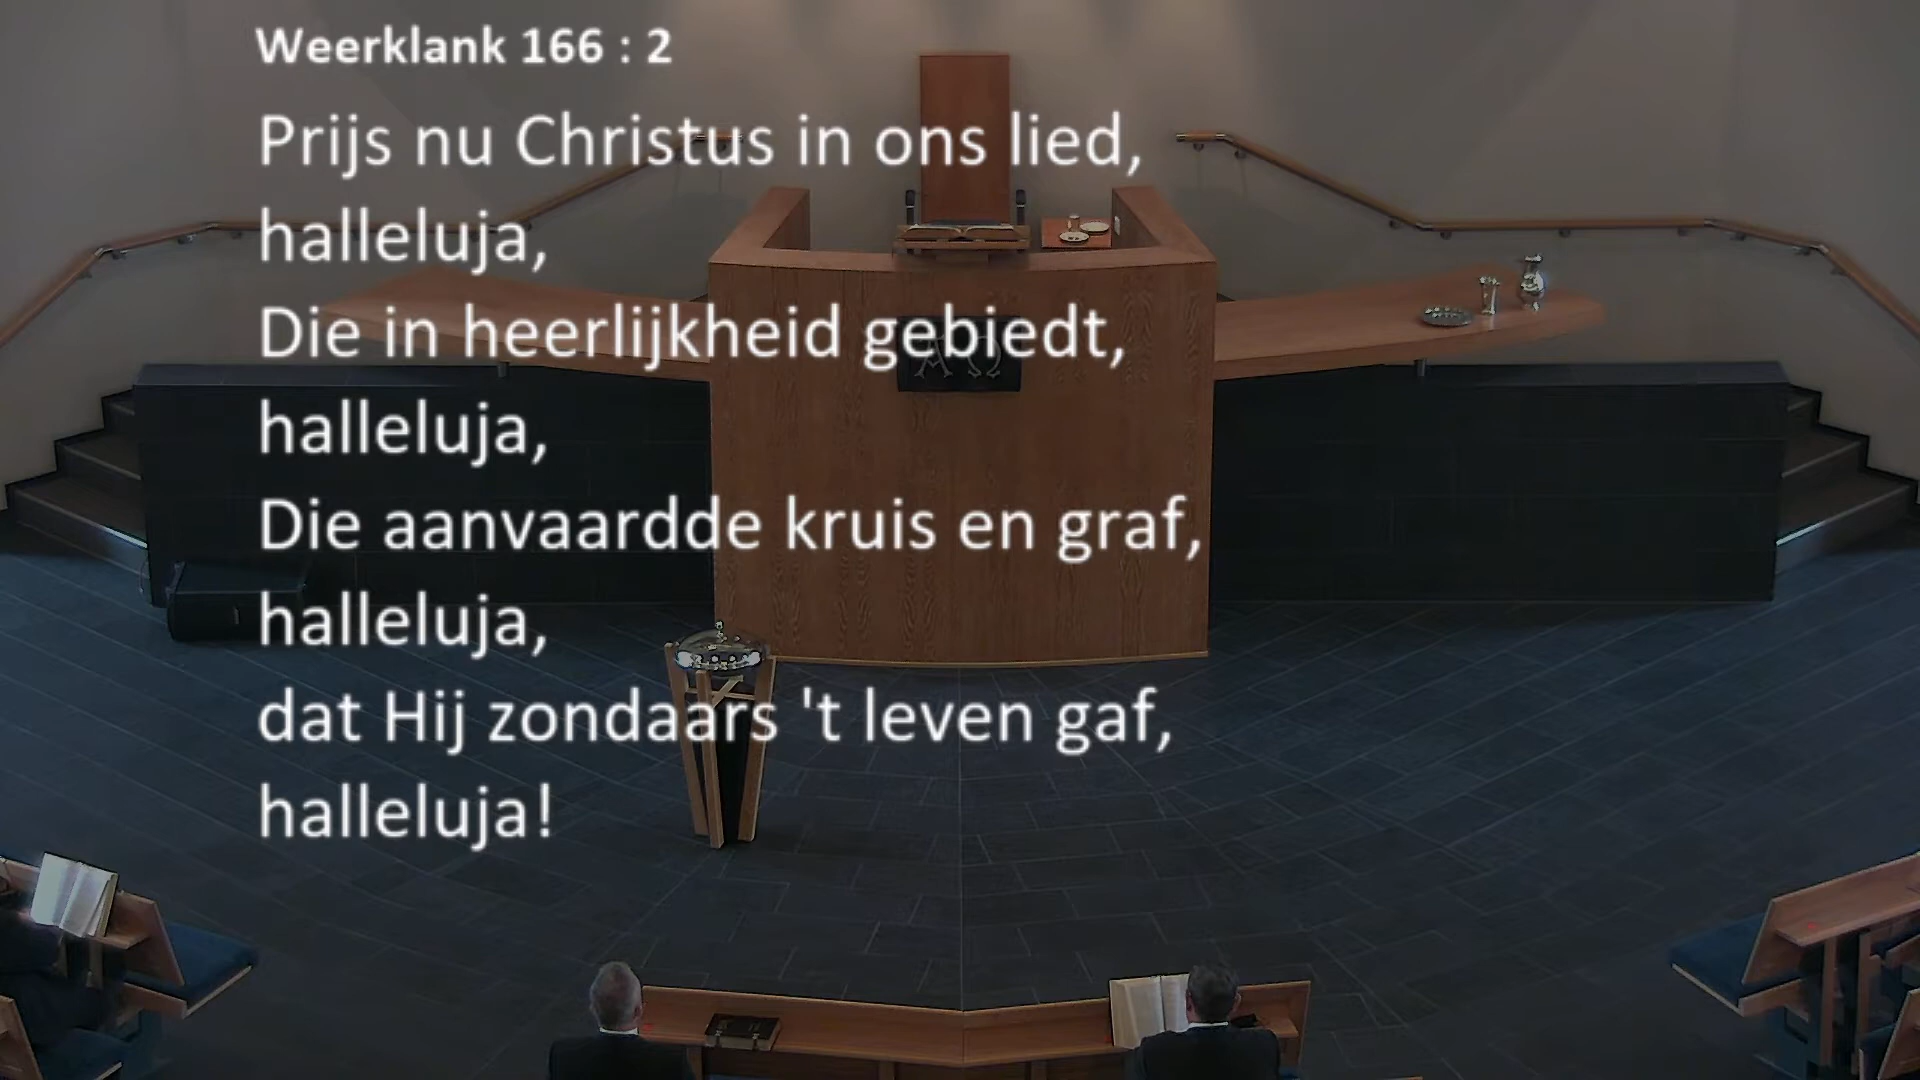 Weerklank 166 : 2
Prijs nu Christus in ons lied,
halleluja,
Die in heerlijkheid gebiedt,
halleluja,
ΑΩ
Die aanvaardde kruis en graf,
halleluja,
dat Hij zondaars 't leven gaf,
halleluja!